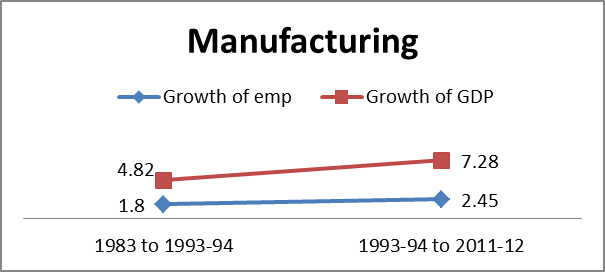 Manufacturing
Growth of emp Growth of GDP
4.82 7.28
1.8 2.45
1983 to 1993-94 1993-94 to 2011-12